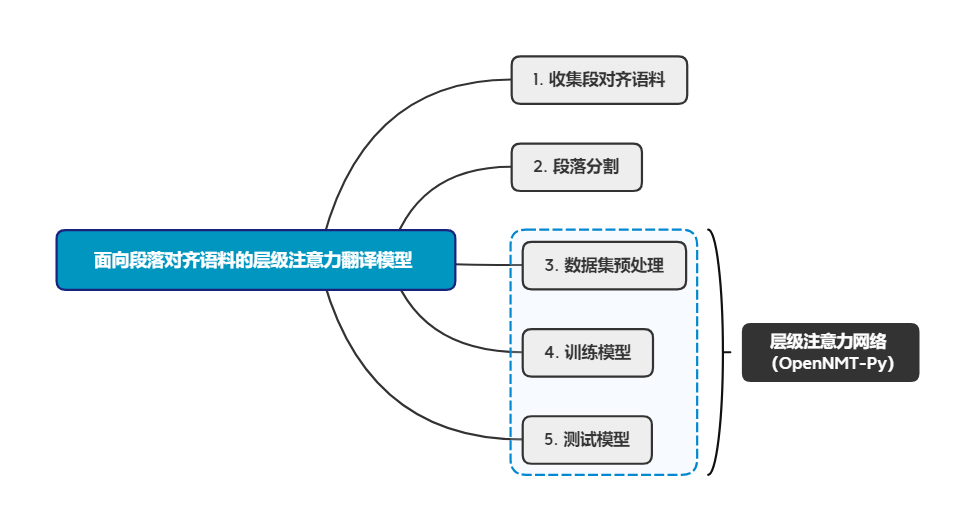 1. 收集段对齐语料
2. 段落分割
面向段落对齐语料的层级注意力翻译模型
3. 数据集预处理
4. 训练模型
5. 测试模型
层级注意力网络
（OpenNMT-Py）